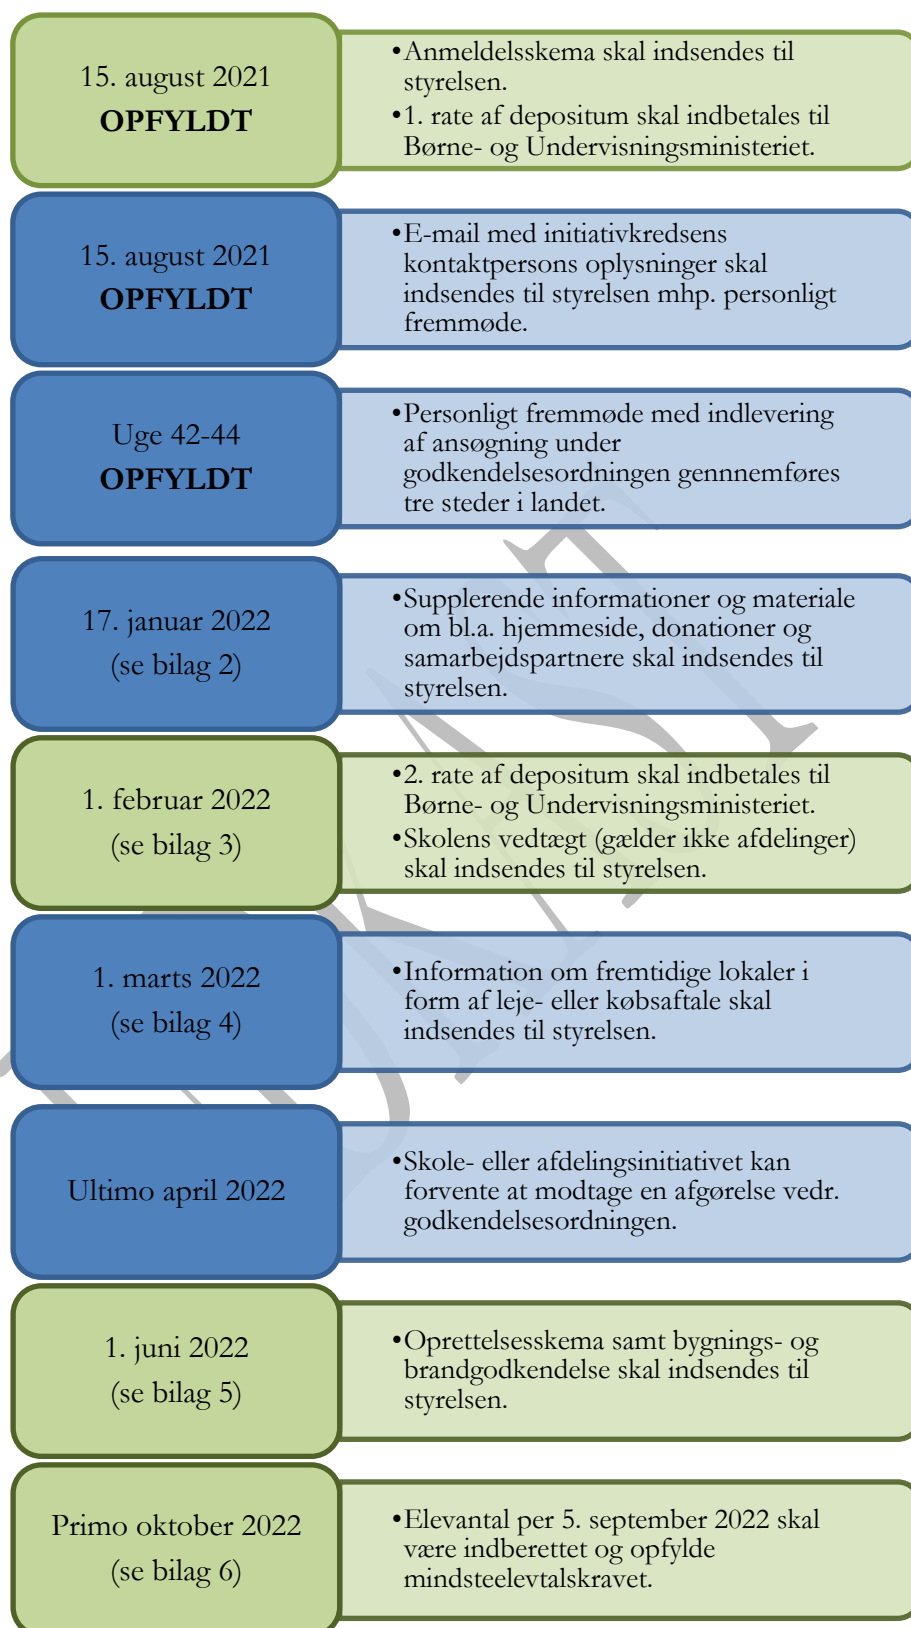 15. august 2021
OPFYLDT
•Anmeldelsskema skal indsendes til
styrelsen.
•1. rate af depositum skal indbetales til
Børne- og Undervisningsministeriet.
15. august 2021
OPFYLDT
•E-mail med initiativkredsens
kontaktpersons oplysninger skal
indsendes til styrelsen mhp. personligt
fremmøde.
Uge 42-44
OPFYLDT
•Personligt fremmøde med indlevering
af ansøgning under
godkendelsesordningen gennnemføres
tre steder i landet.
17. januar 2022
(se bilag 2)
•Supplerende informationer og materiale
om bl.a. hjemmeside, donationer og
samarbejdspartnere skal indsendes til
styrelsen.
1. februar 2022
(se bilag 3)
•2. rate af depositum skal indbetales til
Børne- og Undervisningsministeriet.
•Skolens vedtægt (gælder ikke afdelinger)
skal indsendes til styrelsen.
1. marts 2022
(se bilag 4)
•Information om fremtidige lokaler i
form af leje- eller købsaftale skal
indsendes til styrelsen.
Ultimo april 2022
•Skole- eller afdelingsinitiativet kan
forvente at modtage en afgørelse vedr.
godkendelsesordningen.
1. juni 2022
(se bilag 5)
•Oprettelsesskema samt bygnings- og
brandgodkendelse skal indsendes til
styrelsen.
Primo oktober 2022
(se bilag 6)
•Elevantal per 5. september 2022 skal
være indberettet og opfylde
mindsteelevtalskravet.